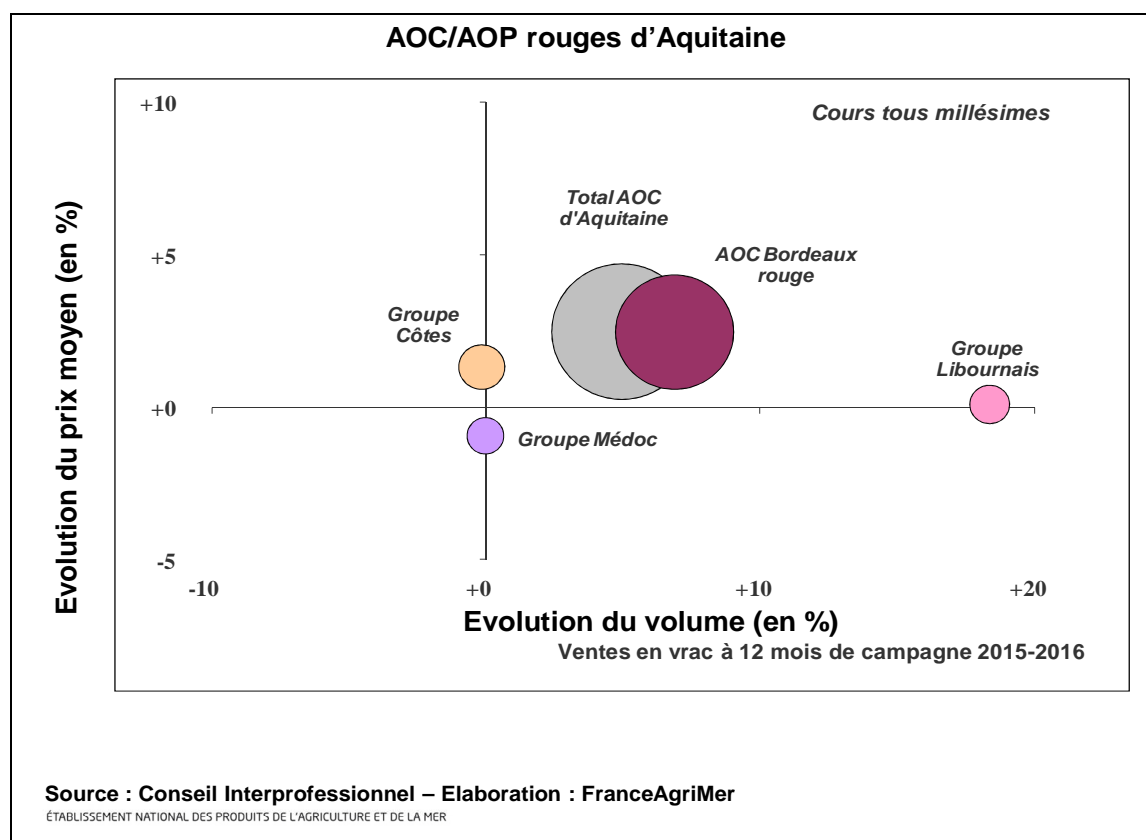 AOC/AOP rouges d'Aquitaine
+10
Cours tous millésimes
Total AOC
d'Aquitaine
+5
AOC Bordeaux
rouge
Groupe
Côtes
Groupe
Libournais
+0
Groupe Médoc
-5
-10
+0
+10
+20
Evolution du prix moyen (en %)
Evolution du volume (en %)
Ventes en vrac à 12 mois de campagne 2015-2016
Source : Conseil Interprofessionnel – Elaboration : FranceAgriMer
ÉTABLISSEMENT NATIONAL DES PRODUITS DE L'AGRICULTURE ET DE LA MER